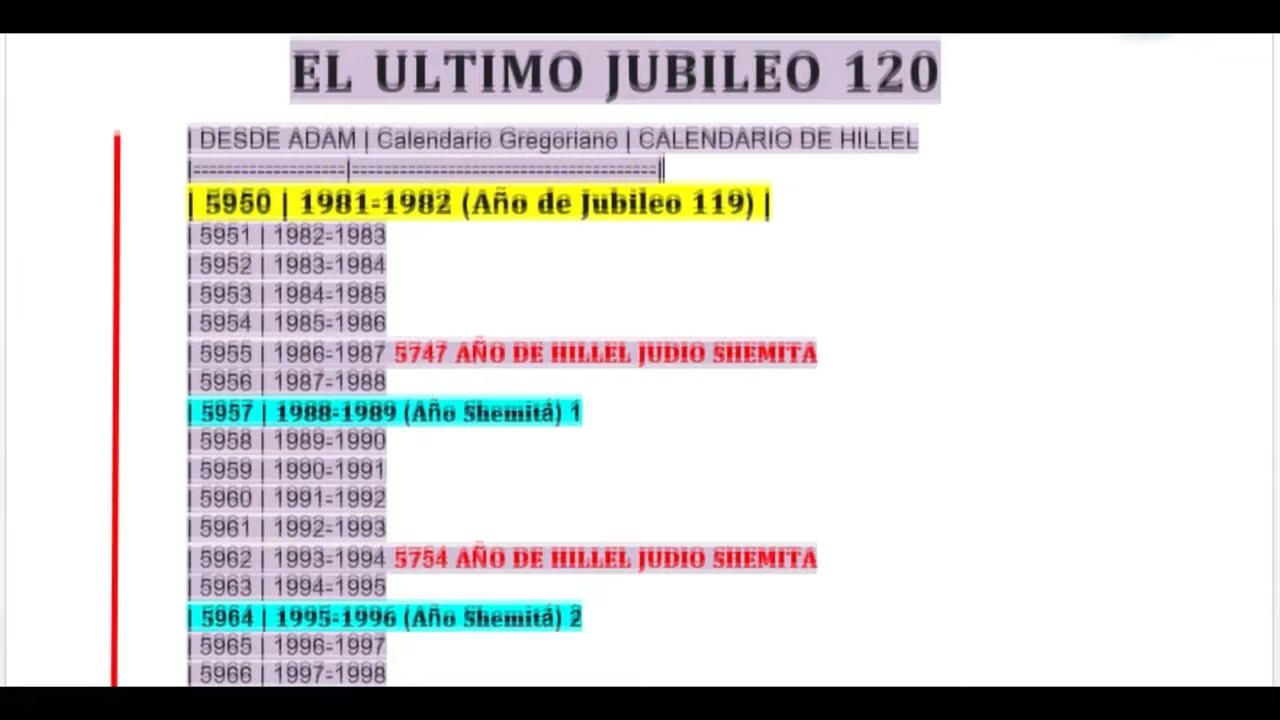 EL ULTIMO JUBILEO 120
| DESDE ADAM | Calendario Gregoriano | CALENDARIO DE HILLEL
|-------------------|--------------------------------------||
| 5950 | 1981-1982 (Año de Jubileo 119) |
| 5951 | 1982-1983
| 5952 | 1983-1984
| 5953 | 1984-1985
| 5954 | 1985-1986
| 5955 | 1986-1987 5747 AÑO DE HILLEL JUDIO SHEMITA
| 5956 | 1987-1988
| 5957 | 1988-1989 (Año Shemitá) 1
| 5958 | 1989-1990
| 5959 | 1990-1991
| 5960 | 1991-1992
| 5961 | 1992-1993
| 5962 | 1993-1994 5754 AÑO DE HILLEL JUDIO SHEMITA
| 5963 | 1994-1995
| 5964 | 1995-1996 (Año Shemitá) 2
| 5965 | 1996-1997
| 5966 | 1997-1998